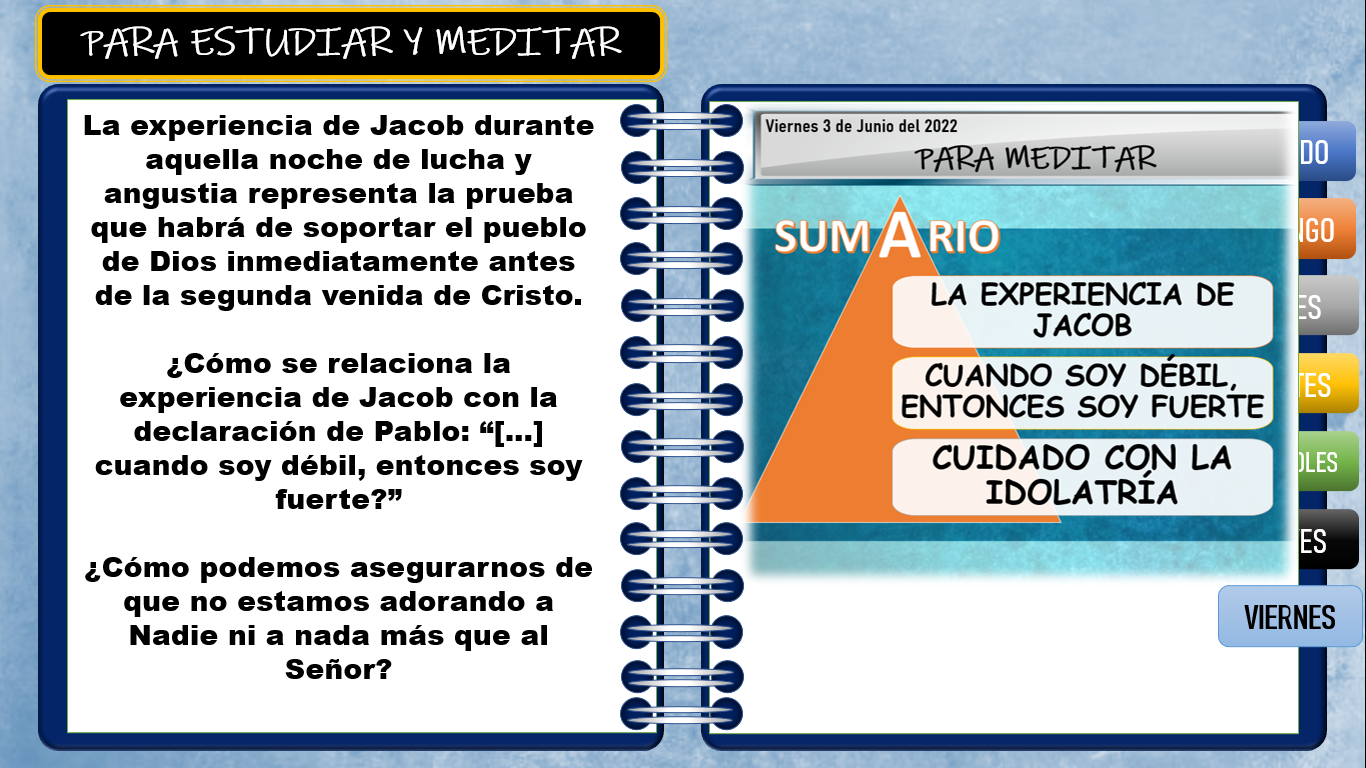 PARA ESTUDIAR Y MEDITAR
La experiencia de Jacob durante
aquella noche de lucha y
angustia representa la prueba
que habrá de soportar el pueblo
de Dios inmediatamente antes
de la segunda venida de Cristo.
¿Cómo se relaciona la
experiencia de Jacob con la
declaración de Pablo: “[...]
cuando soy débil, entonces soy
fuerte?”
¿Cómo podemos asegurarnos de
que no estamos adorando a
Nadie ni a nada más que al
Señor?
Viernes 3 de Junio del 2022
PARA MEDITAR
SUMARIO
LA EXPERIENCIA DE
JACOB
CUANDO SOY DÉBIL,
ENTONCES SOY FUERTE
CUIDADO CON LA
IDOLATRÍA
DO
NGO
ES
TES
OLES
ES
VIERNES